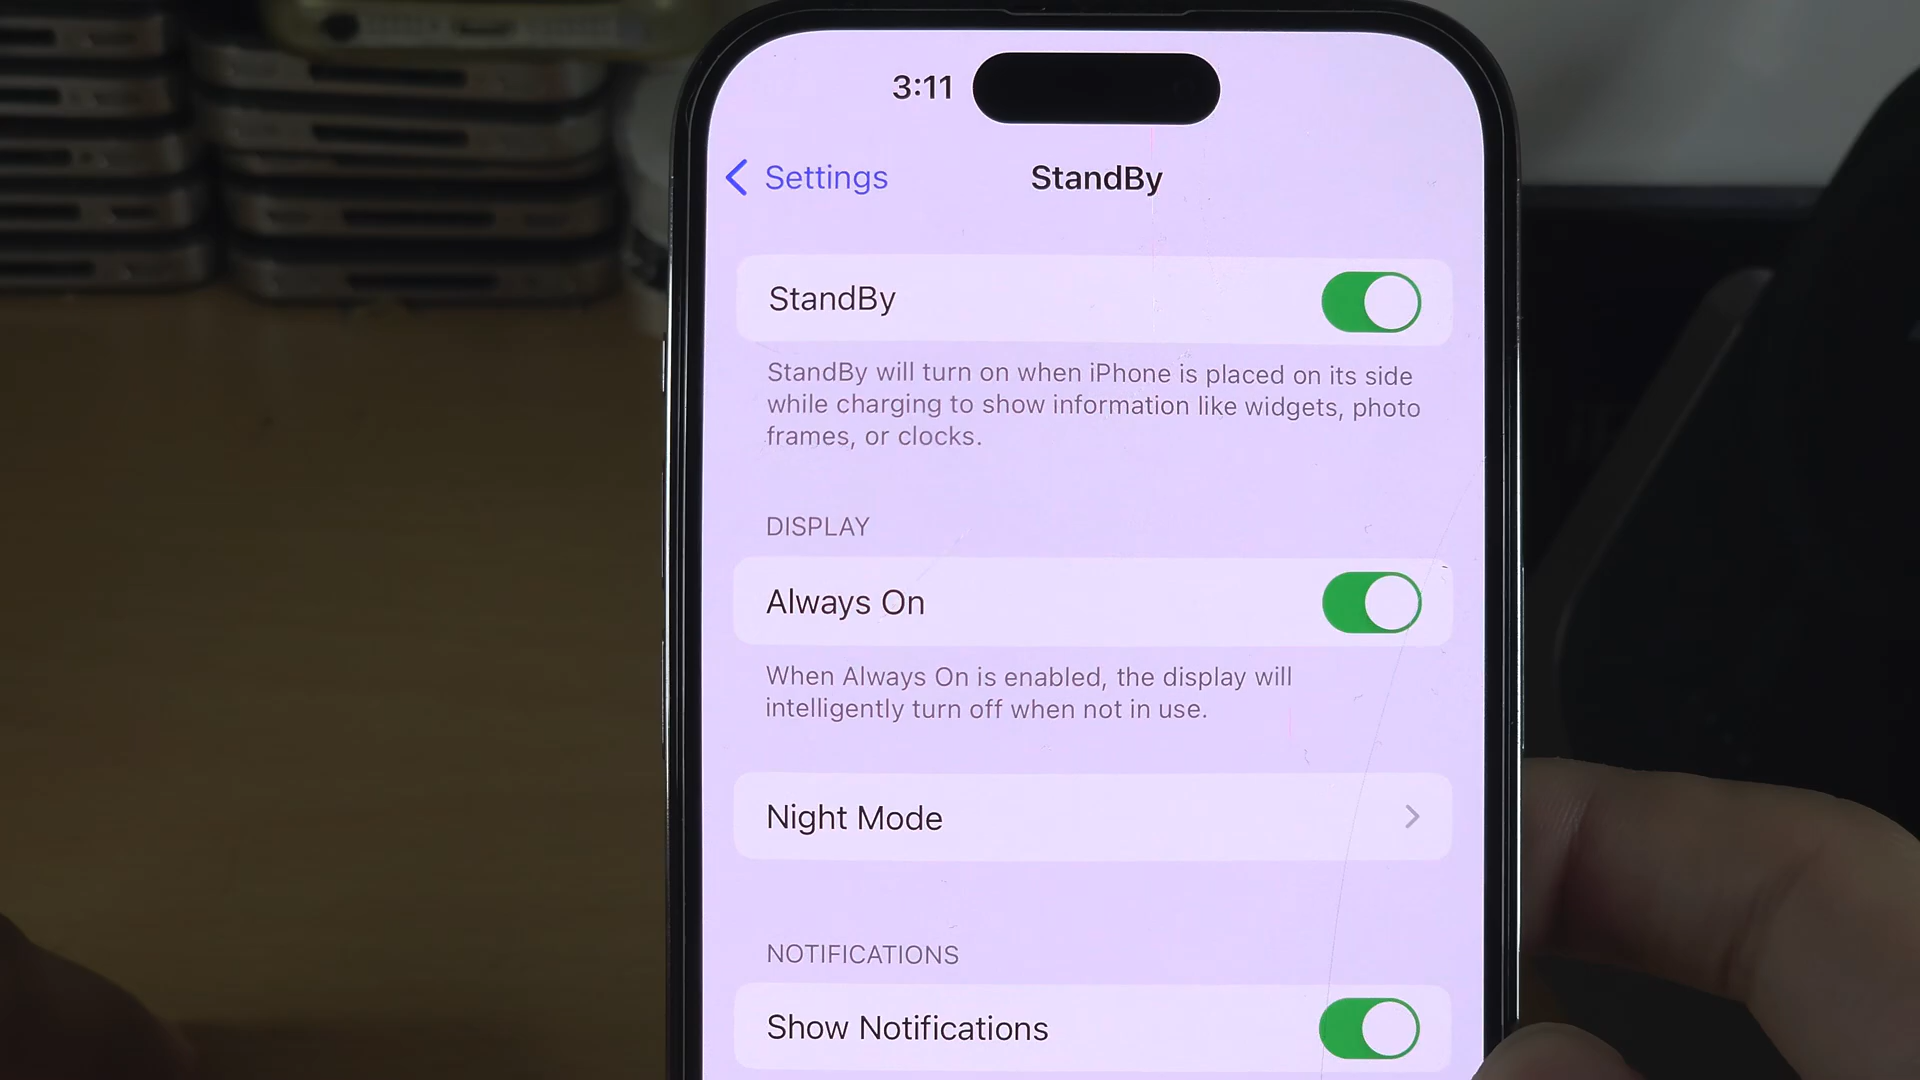 3:11
Settings
StandBy
StandBy
StandBy will turn on when iPhone is placed on its side
while charging to show information like widgets, photo
frames, or clocks.
DISPLAY
Always On
When Always On is enabled, the display will
intelligently turn off when not in use.
Night Mode
NOTIFICATIONS
Show Notifications